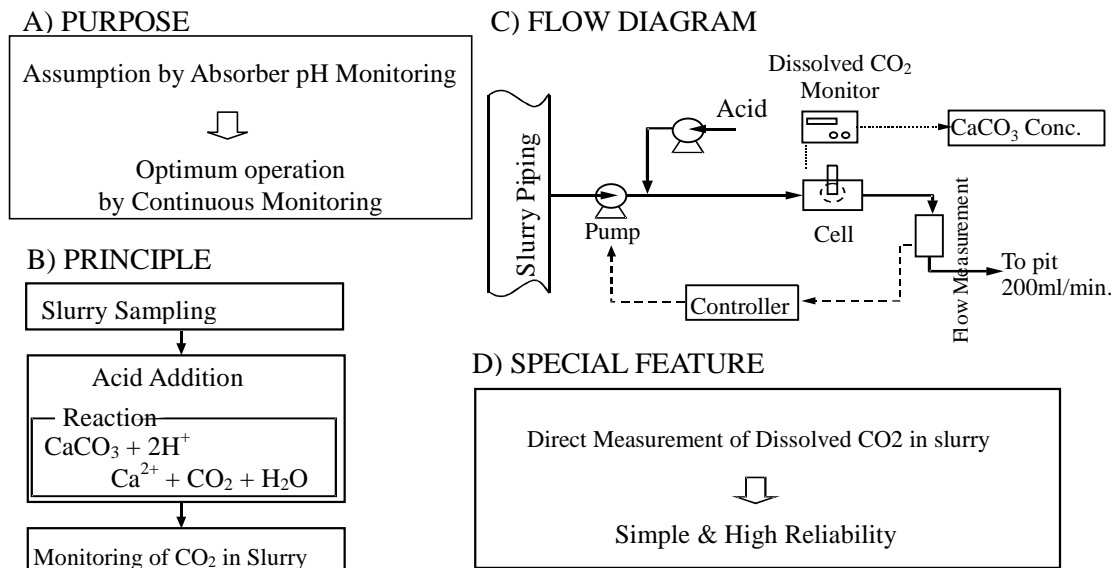 A) PURPOSE
Assumption by Absorber pH Monitoring
Optimum operation
by Continuous Monitoring
B) PRINCIPLE
Slurry Sampling
Acid Addition
Reaction
CaCO₃ + 2H⁺
Ca²⁺ + CO₂ + H₂O
Monitoring of CO₂ in Slurry
C) FLOW DIAGRAM
Dissolved CO₂
Monitor
Acid
CaCO₃ Conc.
Slurry Piping
Pump
Cell
Flow Measurement
To pit
200ml/min.
Controller
D) SPECIAL FEATURE
Direct Measurement of Dissolved CO2 in slurry
Simple & High Reliability